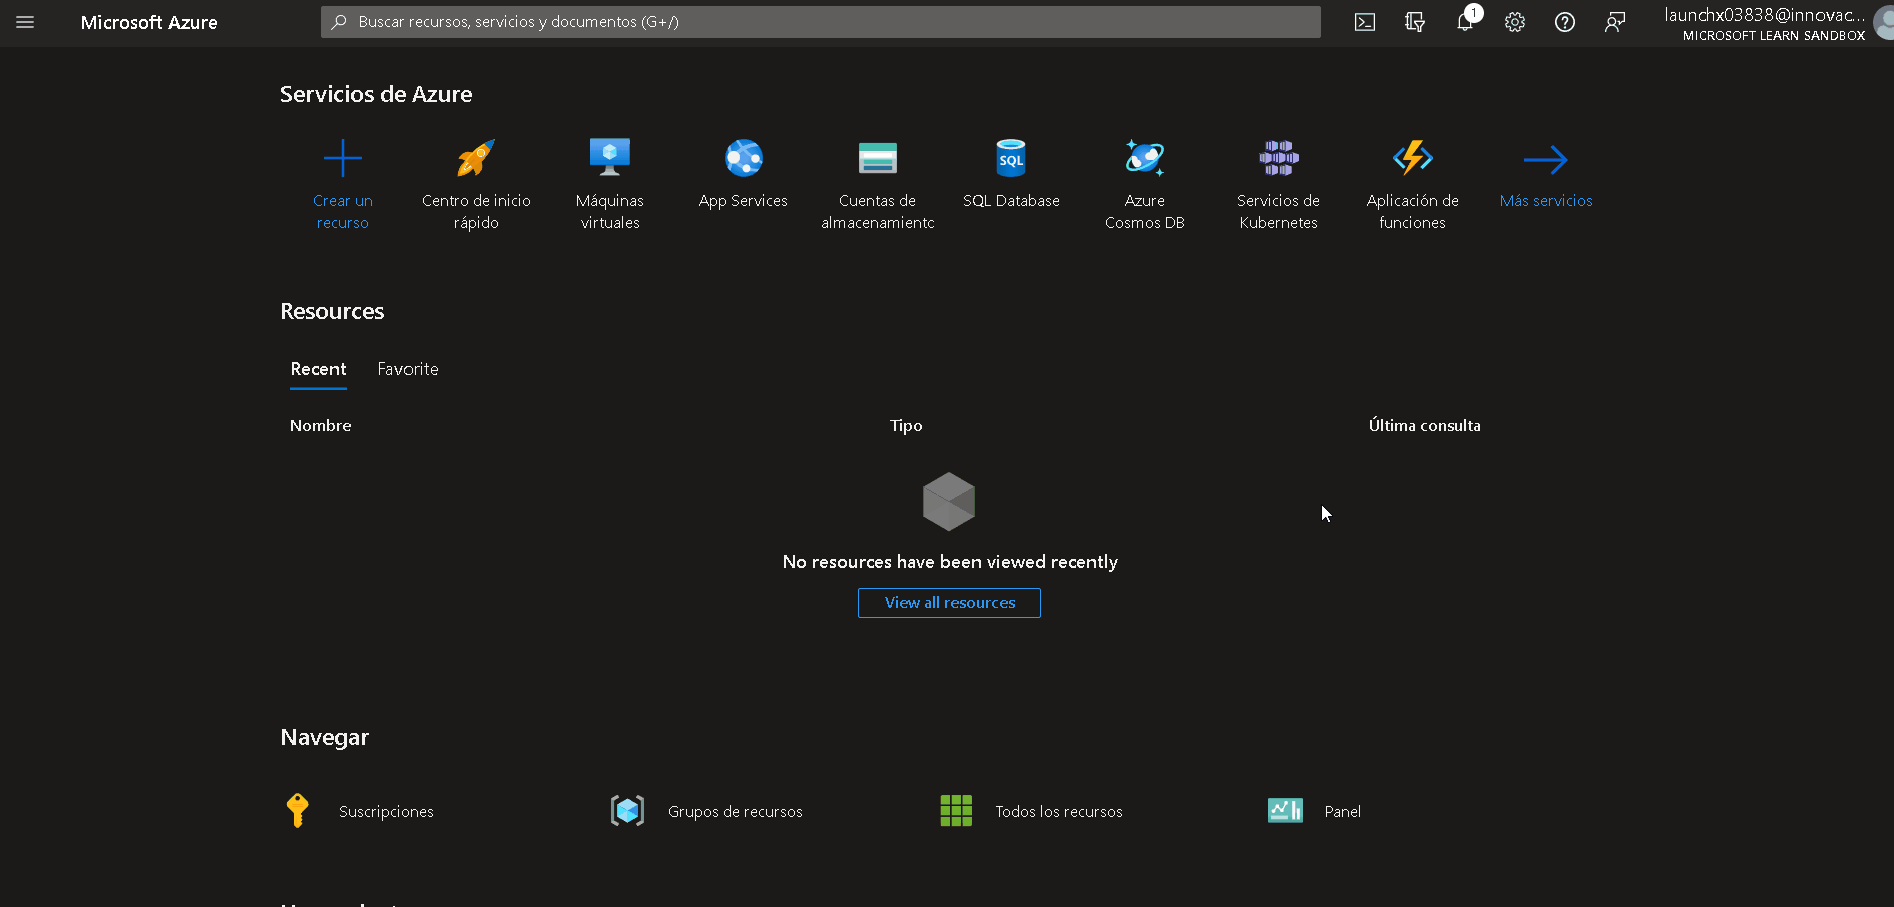 Microsoft Azure
Buscar recursos, servicios y documentos (G+/)
1
launchx03838@innovac...
MICROSOFT LEARN SANDBOX
Servicios de Azure
Crear un
recurso
Centro de inicio
rápido
Máquinas
virtuales
App Services
Cuentas de
almacenamientc
SQL
SQL Database
Azure
Cosmos DB
Servicios de
Kubernetes
Aplicación de
funciones
Más servicios
Resources
Recent
Favorite
Nombre
Tipo
Última consulta
No resources have been viewed recently
View all resources
Navegar
Suscripciones
Grupos de recursos
Todos los recursos
Panel